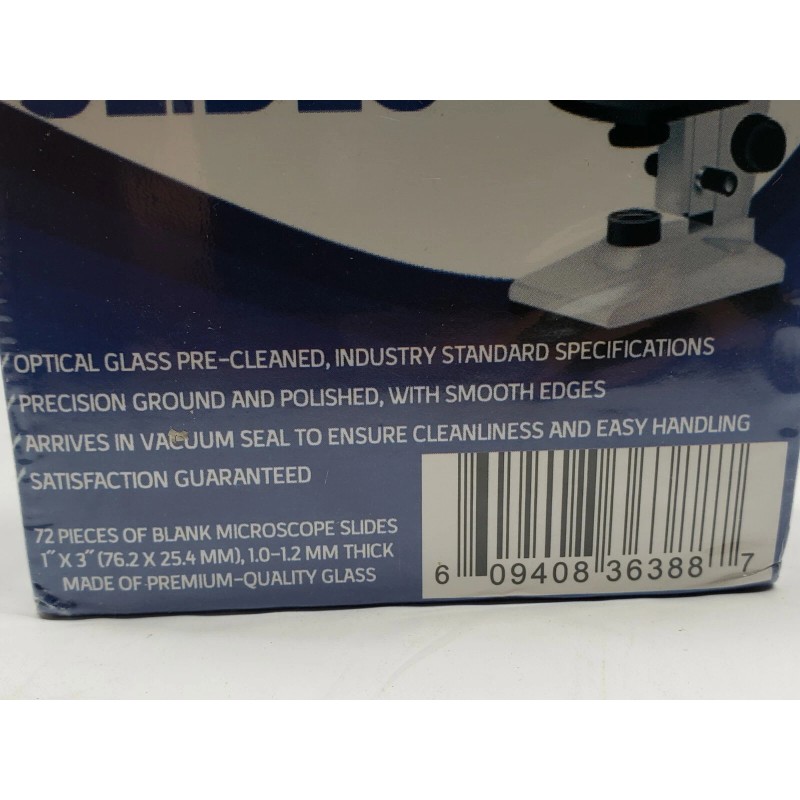 OPTICAL GLASS PRE-CLEANED, INDUSTRY STANDARD SPECIFICATIONS
PRECISION GROUND AND POLISHED, WITH SMOOTH EDGES
ARRIVES IN VACUUM SEAL TO ENSURE CLEANLINESS AND EASY HANDLING
SATISFACTION GUARANTEED
72 PIECES OF BLANK MICROSCOPE SLIDES
1" X 3" (76.2 X 25.4 MM), 1.0-1.2 MM THICK
MADE OF PREMIUM-QUALITY GLASS
6 09408 36388 7